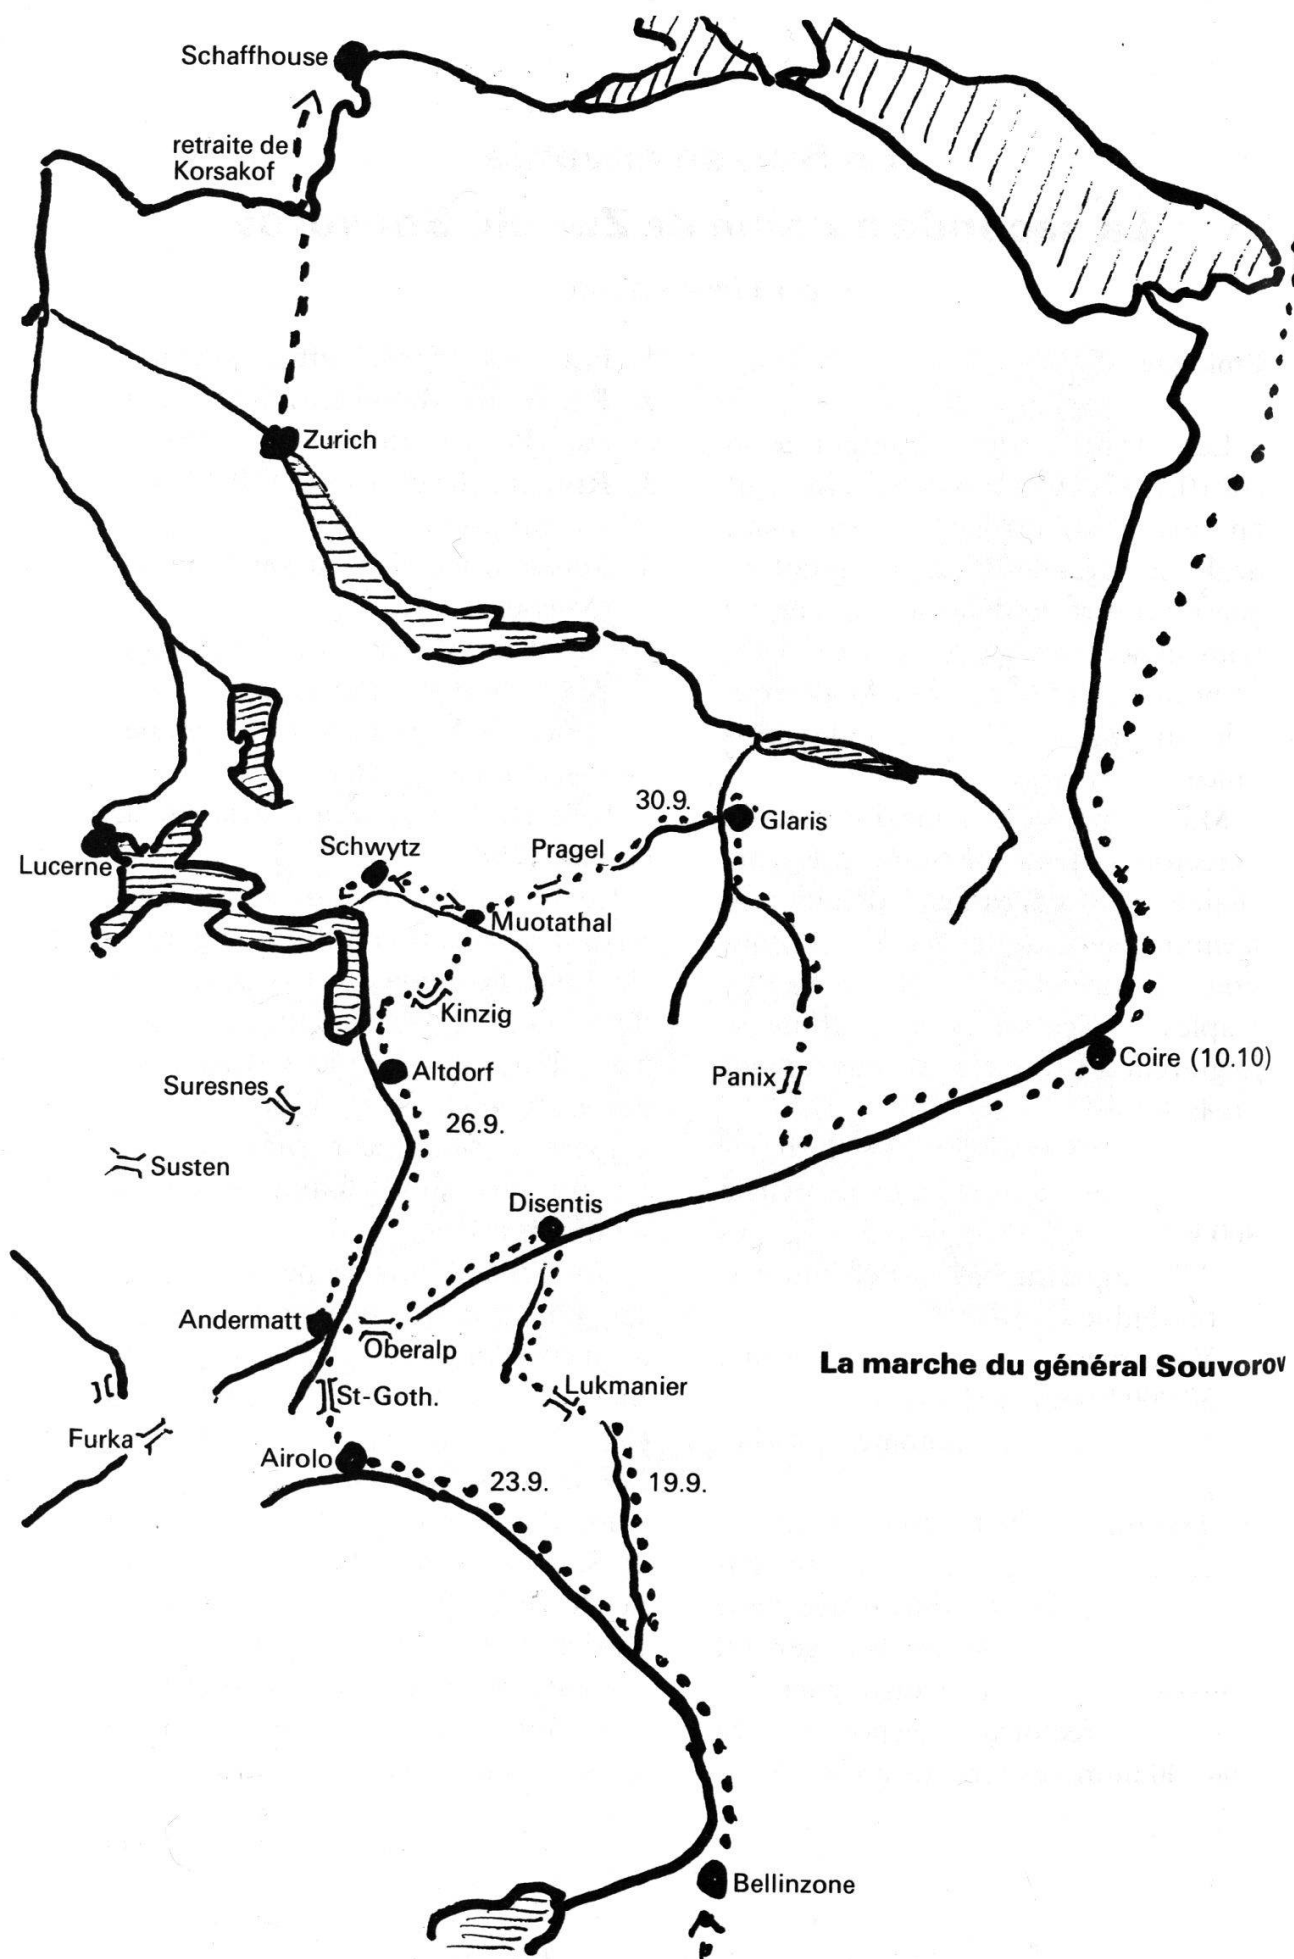 Schaffhouse
retraite de
Korsakof
Zurich
30.9.
Glaris
Schwytz
Pragel
Lucerne
Muotathal
Kinzig
Coire (10.10)
Altdorf
Panix
Suresnes
26.9.
Susten
Disentis
Andermatt
Oberalp
La marche du général Souvorov
Lukmanier
St-Goth.
Furka
Airolo
23.9.
19.9.
Bellinzone